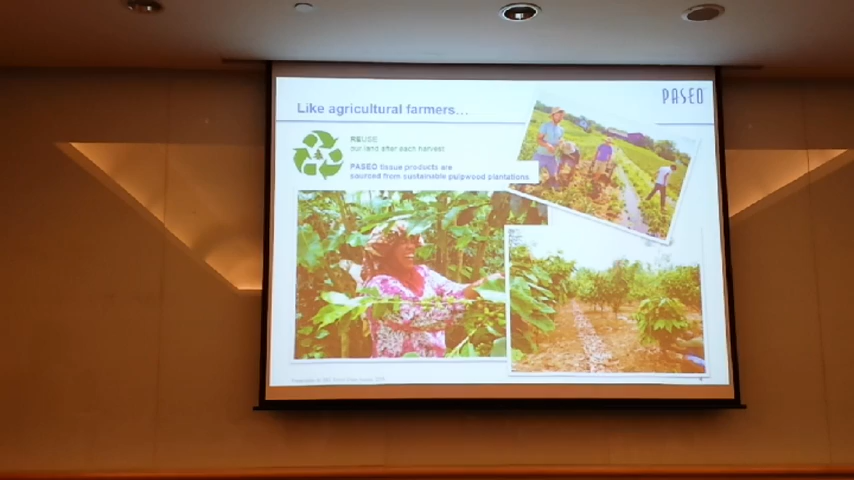 PASEO
Like agricultural farmers...
REUSE
our land after each harvest
PASEO tissue products are
sourced from sustainable pulpwood plantations